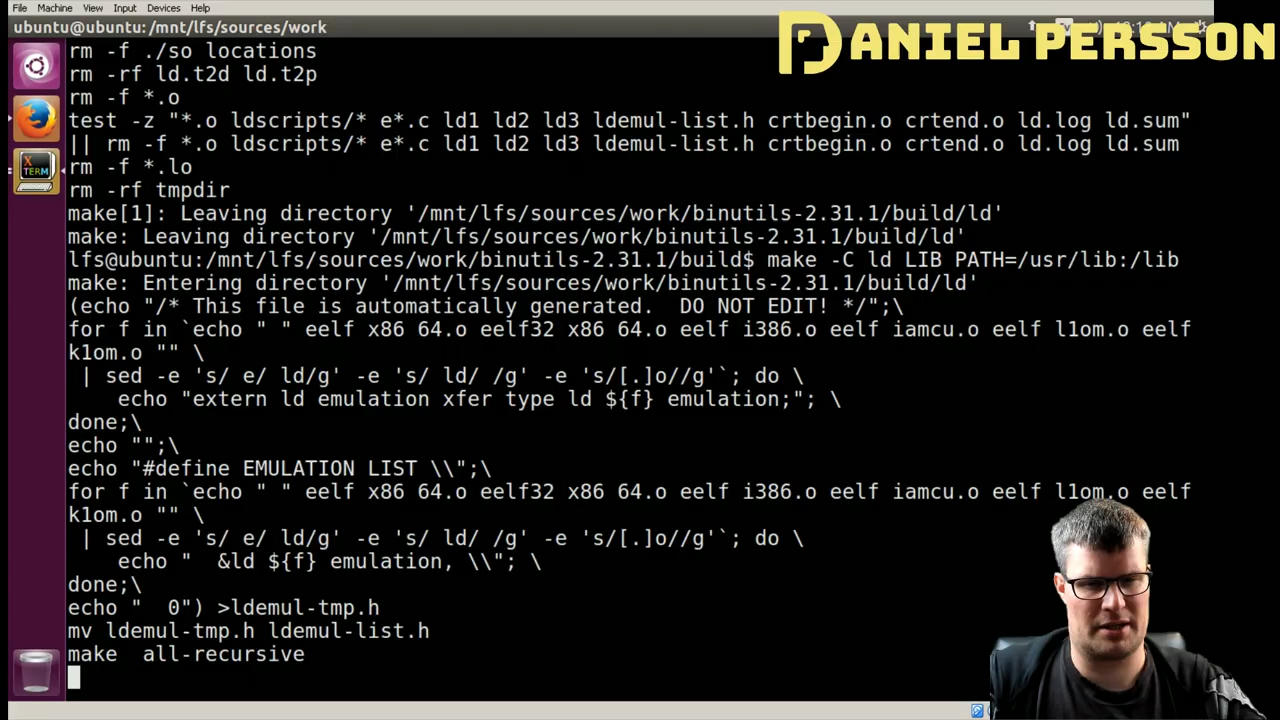 File Machine View Input Devices Help
DANIEL PERSSON
ubuntu@ubuntu: /mnt/lfs/sources/work
rm -f ./so locations
rm -rf ld.t2d ld.t2p
rm -f *.o
test -z "*.o ldscripts/* e*.c ld1 ld2 ld3 ldemul-list.h crtbegin.o crtend.o ld.log ld.sum"
|| rm -f *.o ldscripts/* e*.c ld1 ld2 ld3 ldemul-list.h crtbegin.o crtend.o ld.log ld.sum
rm -f *.lo
rm -rf tmpdir
make[1]: Leaving directory '/mnt/lfs/sources/work/binutils-2.31.1/build/ld'
make: Leaving directory '/mnt/lfs/sources/work/binutils-2.31.1/build/ld'
lfs@ubuntu:/mnt/lfs/sources/work/binutils-2.31.1/build$ make -C ld LIB PATH=/usr/lib:/lib
make: Entering directory '/mnt/lfs/sources/work/binutils-2.31.1/build/ld'
(echo "/* This file is automatically generated.  DO NOT EDIT! */";\
for f in `echo " " eelf x86 64.o eelf32 x86 64.o eelf i386.o eelf iamcu.o eelf l1om.o eelf
k1om.o "" \
| sed -e 's/ e/ ld/g' -e 's/ ld/ /g' -e 's/[.]o//g'`; do \
echo "extern ld emulation xfer type ld ${f} emulation;"; \
done;\
echo "";\
echo "#define EMULATION LIST \\";\
for f in `echo " " eelf x86 64.o eelf32 x86 64.o eelf i386.o eelf iamcu.o eelf l1om.o eelf
k1om.o "" \
| sed -e 's/ e/ ld/g' -e 's/ ld/ /g' -e 's/[.]o//g'`; do \
echo "  &ld ${f} emulation, \\"; \
done;\
echo "  0") >ldemul-tmp.h
mv ldemul-tmp.h ldemul-list.h
make  all-recursive
XTERM